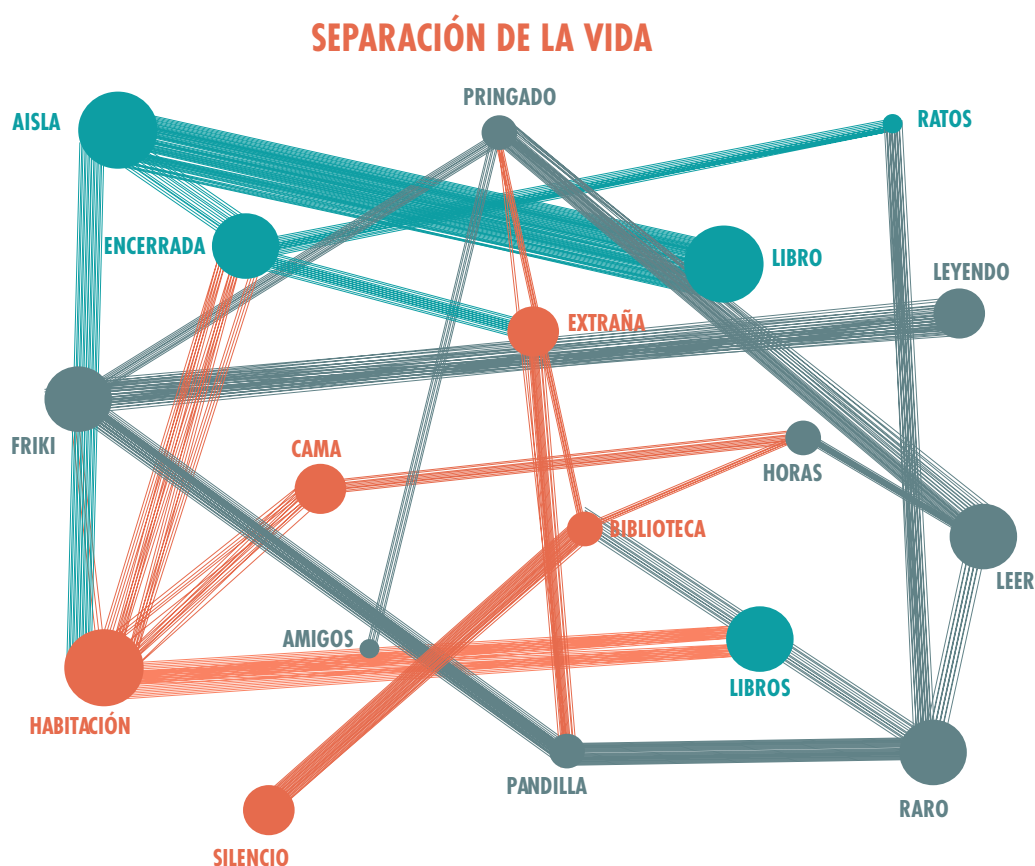 SEPARACIÓN DE LA VIDA
PRINGADO
AISLA
RATOS
ENCERRADA
LIBRO
LEYENDO
EXTRAÑA
FRIKI
CAMA
HORAS
BIBLIOTECA
LEER
AMIGOS
LIBROS
HABITACIÓN
PANDILLA
RARO
SILENCIO